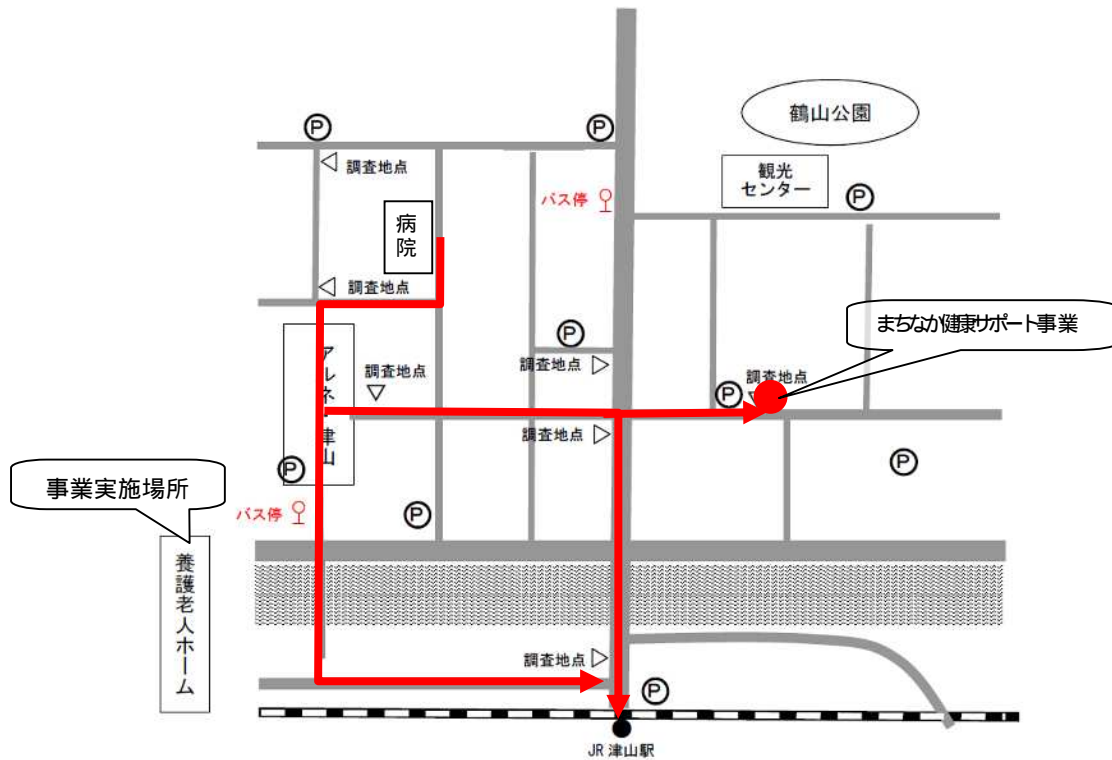 鶴山公園
Ⓟ
Ⓟ
調査地点
観光
センター
Ⓟ
バス停
病
院
調査地点
まちなか健康サポート事業
Ⓟ
調査地点
調査地点
調査地点
Ⓟ
アルネ・津山
調査地点
Ⓟ
Ⓟ
事業実施場所
バス停
Ⓟ
養護老人ホーム
調査地点
Ⓟ
JR 津山駅